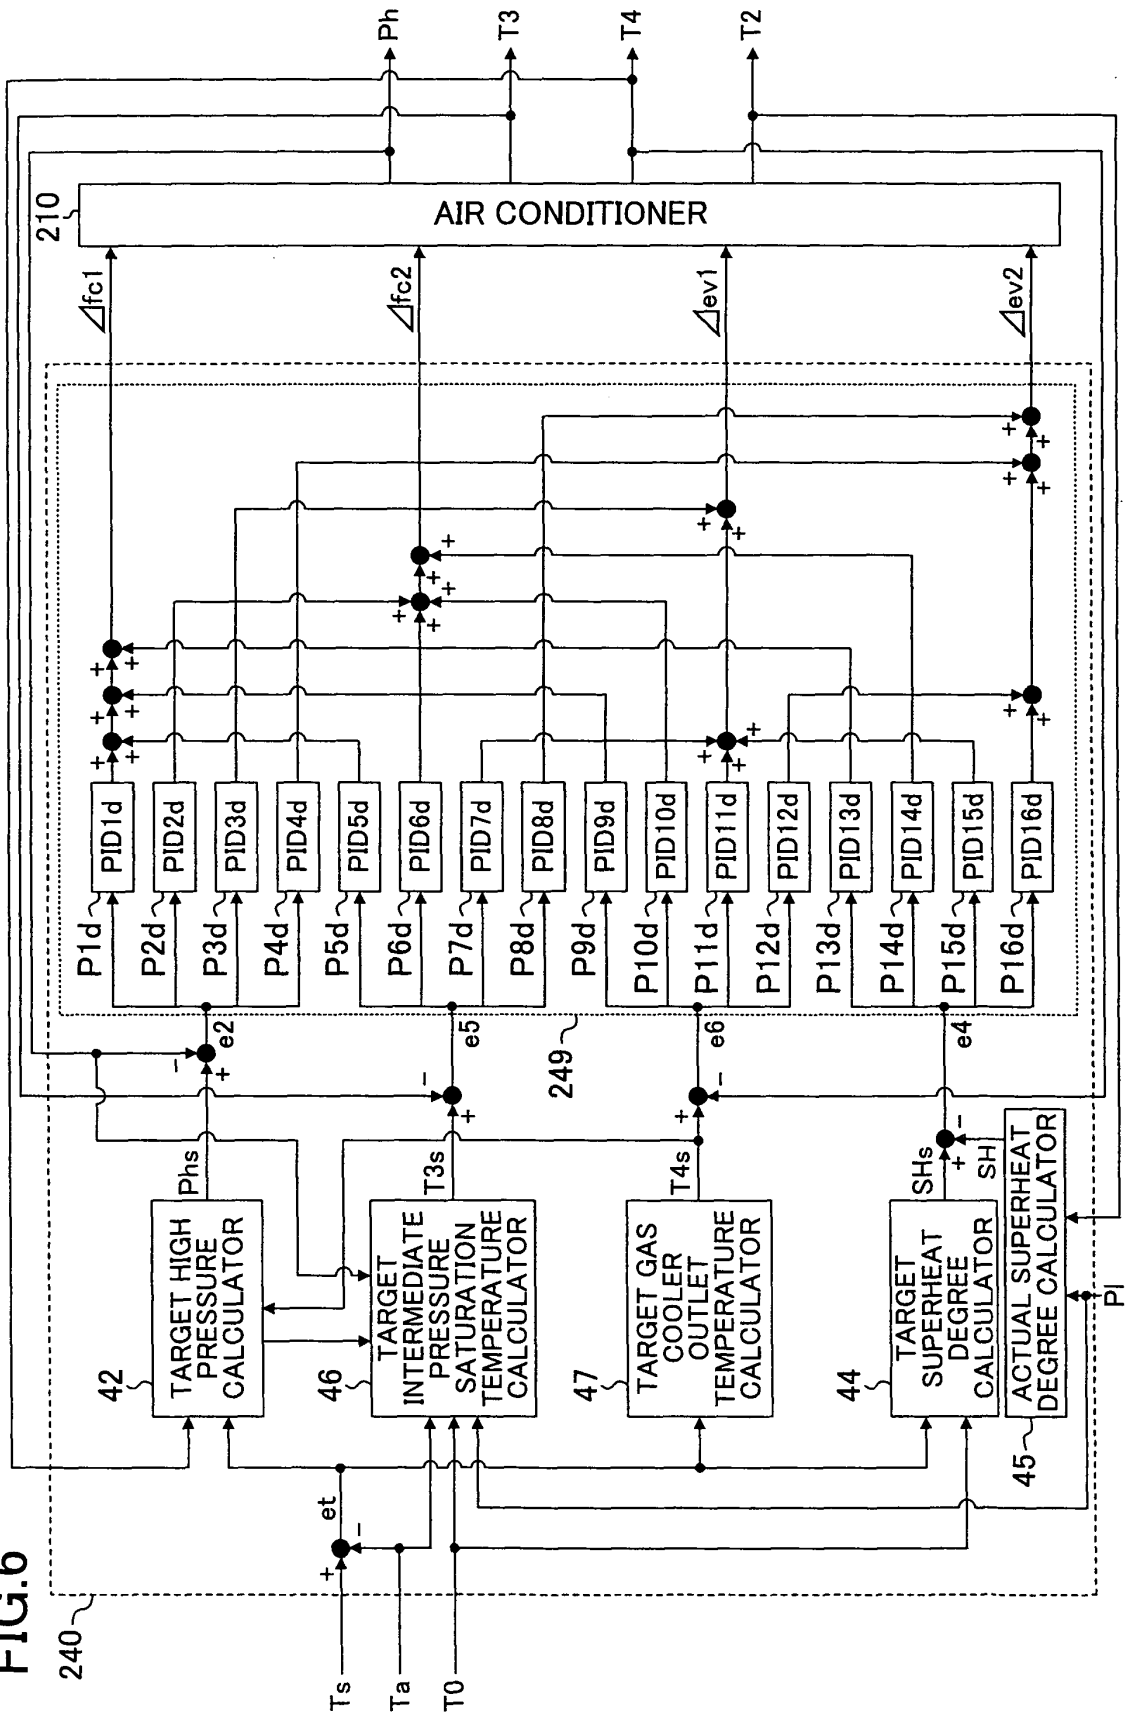 FIG.6
240
Ts
Ta
T0
et
+
−
42
TARGET HIGH
PRESSURE
CALCULATOR
46
TARGET
INTERMEDIATE
PRESSURE
SATURATION
TEMPERATURE
CALCULATOR
47
TARGET GAS
COOLER
OUTLET
TEMPERATURE
CALCULATOR
44
TARGET
SUPERHEAT
DEGREE
CALCULATOR
45
ACTUAL SUPERHEAT
DEGREE CALCULATOR
Pl
Phs
T3s
T4s
SHs
SH
+
−
+
−
+
−
+
−
e2
e5
e6
e4
249
P1d
PID1d
P2d
PID2d
P3d
PID3d
P4d
PID4d
P5d
PID5d
P6d
PID6d
P7d
PID7d
P8d
PID8d
P9d
PID9d
P10d
PID10d
P11d
PID11d
P12d
PID12d
P13d
PID13d
P14d
PID14d
P15d
PID15d
P16d
PID16d
+ +
+ +
+ +
+ + +
+ +
+ + +
+ +
+ +
+ +
+ +
⊿fc1
⊿fc2
⊿ev1
⊿ev2
210
AIR CONDITIONER
Ph
T3
T4
T2